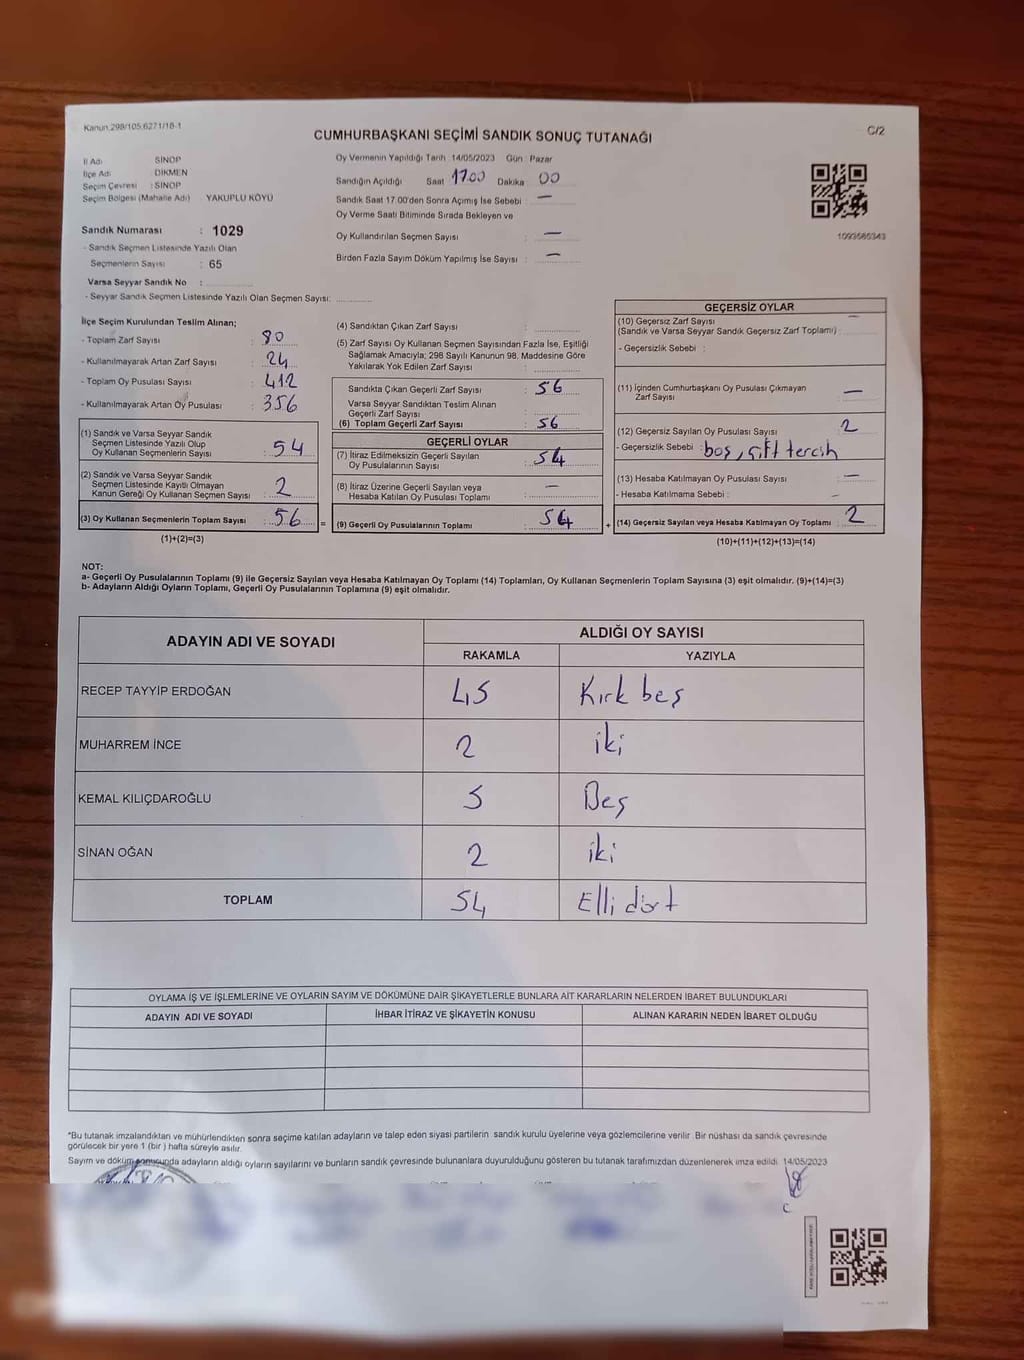 Kanun:298/105;6271/18-1
C/2
CUMHURBAŞKANI SEÇİMİ SANDIK SONUÇ TUTANAĞI
İl Adı SİNOP
İlçe Adı DİKMEN
Seçim Çevresi : SİNOP
Seçim Bölgesi (Mahalle Adı) YAKUPLU KÖYÜ
Sandık Numarası : 1029
- Sandık Seçmen Listesinde Yazılı Olan
Seçmenlerin Sayısı : 65
Varsa Seyyar Sandık No :
- Seyyar Sandık Seçmen Listesinde Yazılı Olan Seçmen Sayısı:
Oy Vermenin Yapıldığı Tarih :14/05/2023 Gün : Pazar
Sandığın Açıldığı Saat 17.00 Dakika 00
Sandık Saat 17.00'den Sonra Açımış İse Sebebi : —
Oy Verme Saati Bitiminde Sırada Bekleyen ve
Oy Kullandırılan Seçmen Sayısı : —
Birden Fazla Sayım Döküm Yapılmış İse Sayısı : —
1093565343
İlçe Seçim Kurulundan Teslim Alınan;
- Toplam Zarf Sayısı : 80
- Kullanılmayarak Artan Zarf Sayısı : 24
- Toplam Oy Pusulası Sayısı : 412
- Kullanılmayarak Artan Oy Pusulası : 356
(1) Sandık ve Varsa Seyyar Sandık
Seçmen Listesinde Yazılı Olup
Oy Kullanan Seçmenlerin Sayısı : 54
(2) Sandık ve Varsa Seyyar Sandık
Seçmen Listesinde Kayıtlı Olmayan
Kanun Gereği Oy Kullanan Seçmen Sayısı : 2
(3) Oy Kullanan Seçmenlerin Toplam Sayısı : 56 =
(1)+(2)=(3)
(4) Sandıktan Çıkan Zarf Sayısı :
(5) Zarf Sayısı Oy Kullanan Seçmen Sayısından Fazla İse, Eşitliği
Sağlamak Amacıyla; 298 Sayılı Kanunun 98. Maddesine Göre
Yakılarak Yok Edilen Zarf Sayısı :
Sandıkta Çıkan Geçerli Zarf Sayısı : 56
Varsa Seyyar Sandıktan Teslim Alınan
Geçerli Zarf Sayısı :
(6) Toplam Geçerli Zarf Sayısı : 56
GEÇERLİ OYLAR
(7) İtiraz Edilmeksizin Geçerli Sayılan
Oy Pusulalarının Sayısı : 54
(8) İtiraz Üzerine Geçerli Sayılan veya
Hesaba Katılan Oy Pusulası Toplamı : —
(9) Geçerli Oy Pusulalarının Toplamı : 54 +
GEÇERSİZ OYLAR
(10) Geçersiz Zarf Sayısı —
(Sandık ve Varsa Seyyar Sandık Geçersiz Zarf Toplamı) :
- Geçersizlik Sebebi :
(11) İçinden Cumhurbaşkanı Oy Pusulası Çıkmayan
Zarf Sayısı : —
(12) Geçersiz Sayılan Oy Pusulası Sayısı : 2
- Geçersizlik Sebebi : boş, çift tercih
(13) Hesaba Katılmayan Oy Pusulası Sayısı : —
- Hesaba Katılmama Sebebi : —
(14) Geçersiz Sayılan veya Hesaba Katılmayan Oy Toplamı : 2
(10)+(11)+(12)+(13)=(14)
NOT:
a- Geçerli Oy Pusulalarının Toplamı (9) ile Geçersiz Sayılan veya Hesaba Katılmayan Oy Toplamı (14) Toplamları, Oy Kullanan Seçmenlerin Toplam Sayısına (3) eşit olmalıdır. (9)+(14)=(3)
b- Adayların Aldığı Oyların Toplamı, Geçerli Oy Pusulalarının Toplamına (9) eşit olmalıdır.
ADAYIN ADI VE SOYADI ALDIĞI OY SAYISI
RAKAMLA YAZIYLA
RECEP TAYYİP ERDOĞAN 45 Kırk beş
MUHARREM İNCE 2 iki
KEMAL KILIÇDAROĞLU 5 Beş
SİNAN OĞAN 2 iki
TOPLAM 54 Elli dört
OYLAMA İŞ VE İŞLEMLERİNE VE OYLARIN SAYIM VE DÖKÜMÜNE DAİR ŞİKAYETLERLE BUNLARA AİT KARARLARIN NELERDEN İBARET BULUNDUKLARI
ADAYIN ADI VE SOYADI İHBAR İTİRAZ VE ŞİKAYETİN KONUSU ALINAN KARARIN NEDEN İBARET OLDUĞU
*Bu tutanak imzalandıktan ve mühürlendikten sonra seçime katılan adayların ve talep eden siyasi partilerin sandık kurulu üyelerine veya gözlemcilerine verilir. Bir nüshası da sandık çevresinde
görülecek bir yere 1 (bir) hafta süreyle asılır.
Sayım ve döküm sonucunda adayların aldığı oyların sayılarını ve bunların sandık çevresinde bulunanlara duyurulduğunu gösteren bu tutanak tarafımızdan düzenlenerek imza edildi. 14/05/2023